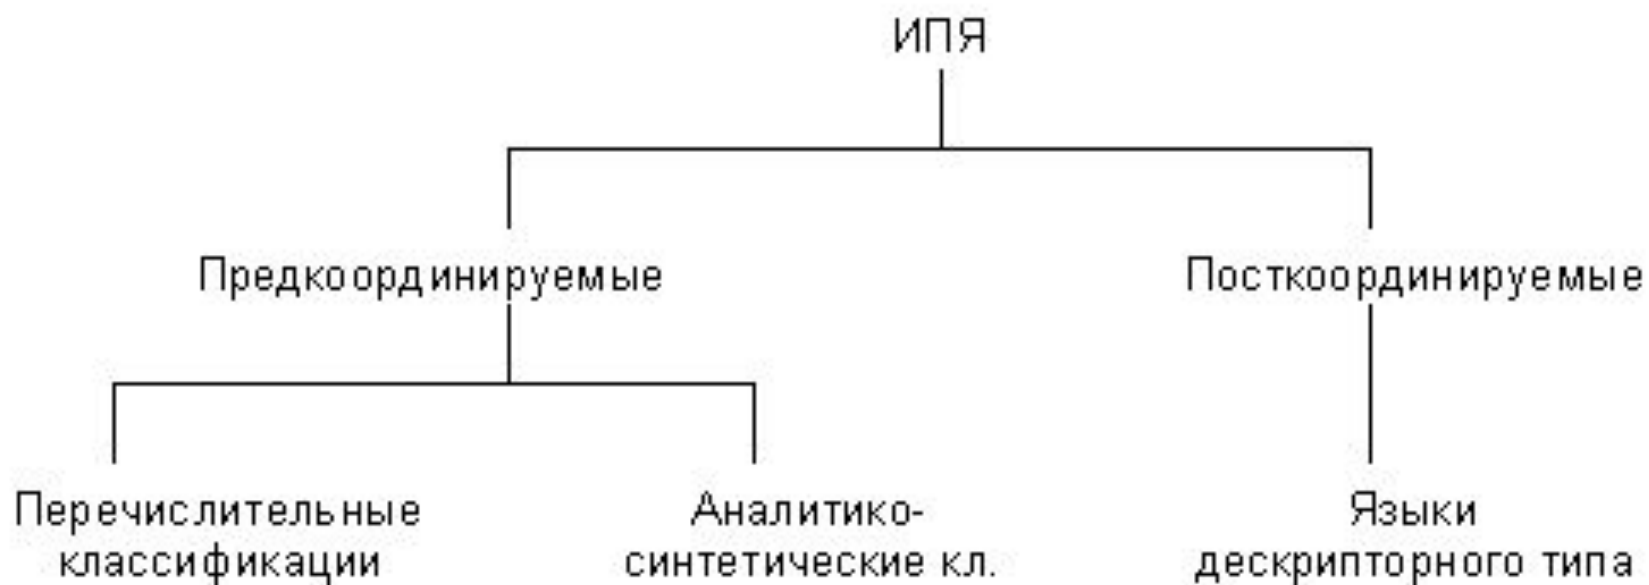 ИПЯ
Предкоординируемые
Посткоординируемые
Перечислительные
классификации
Аналитико-
синтетические кл.
Языки
дескрипторного типа